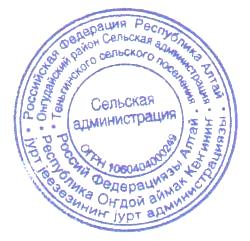 Российская Федерация Республика Алтай
Онгудайский район Сельская администрация
Теньгинского сельского поселения
Сельская
администрация
ОГРН 1060404000249
Россий Федерациязы Алтай
Республика Оҥдой аймак Кеҥиниҥ
јурт јеезезиниҥ јурт администрациязы